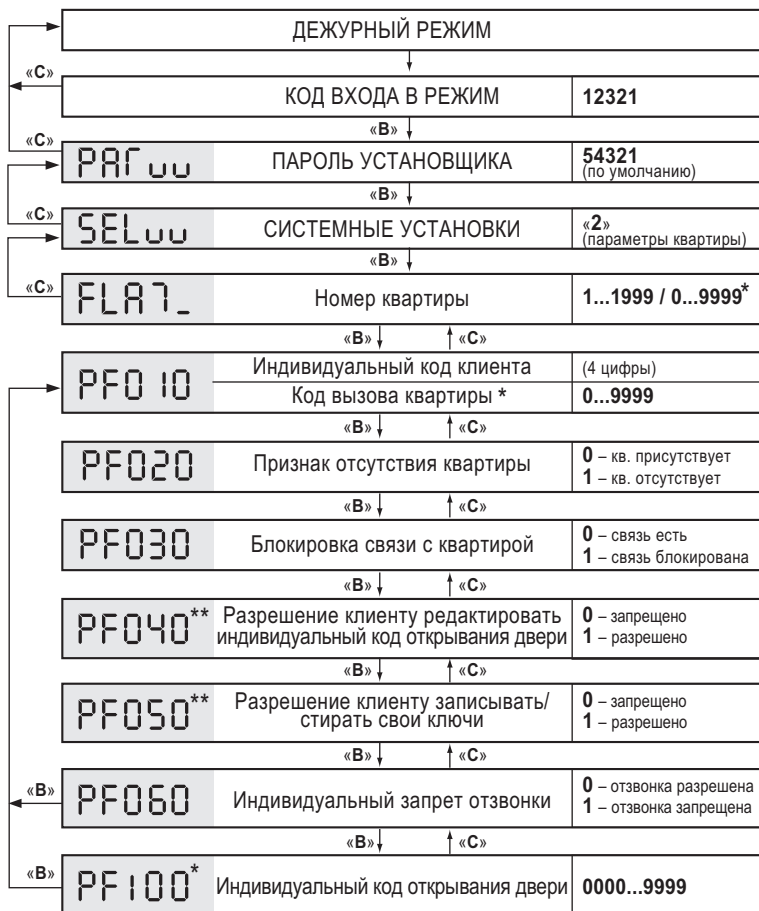 ДЕЖУРНЫЙ РЕЖИМ
«С»
КОД ВХОДА В РЕЖИМ 12321
«В»
«С»
PAГuu ПАРОЛЬ УСТАНОВЩИКА 54321
(по умолчанию)
«В»
«С»
SELuu СИСТЕМНЫЕ УСТАНОВКИ «2»
(параметры квартиры)
«В»
«С»
FLA7_ Номер квартиры 1...1999 / 0...9999*
«В» «С»
PF010 Индивидуальный код клиента (4 цифры)
Код вызова квартиры * 0...9999
«В» «С»
PF020 Признак отсутствия квартиры 0 – кв. присутствует
1 – кв. отсутствует
«В» «С»
PF030 Блокировка связи с квартирой 0 – связь есть
1 – связь блокирована
«В» «С»
PF040** Разрешение клиенту редактировать 0 – запрещено
индивидуальный код открывания двери 1 – разрешено
«В» «С»
PF050** Разрешение клиенту записывать/ 0 – запрещено
стирать свои ключи 1 – разрешено
«В» «С»
«В» PF060 Индивидуальный запрет отзвонки 0 – отзвонка разрешена
1 – отзвонка запрещена
«В» «С»
«В» PF100* Индивидуальный код открывания двери 0000...9999